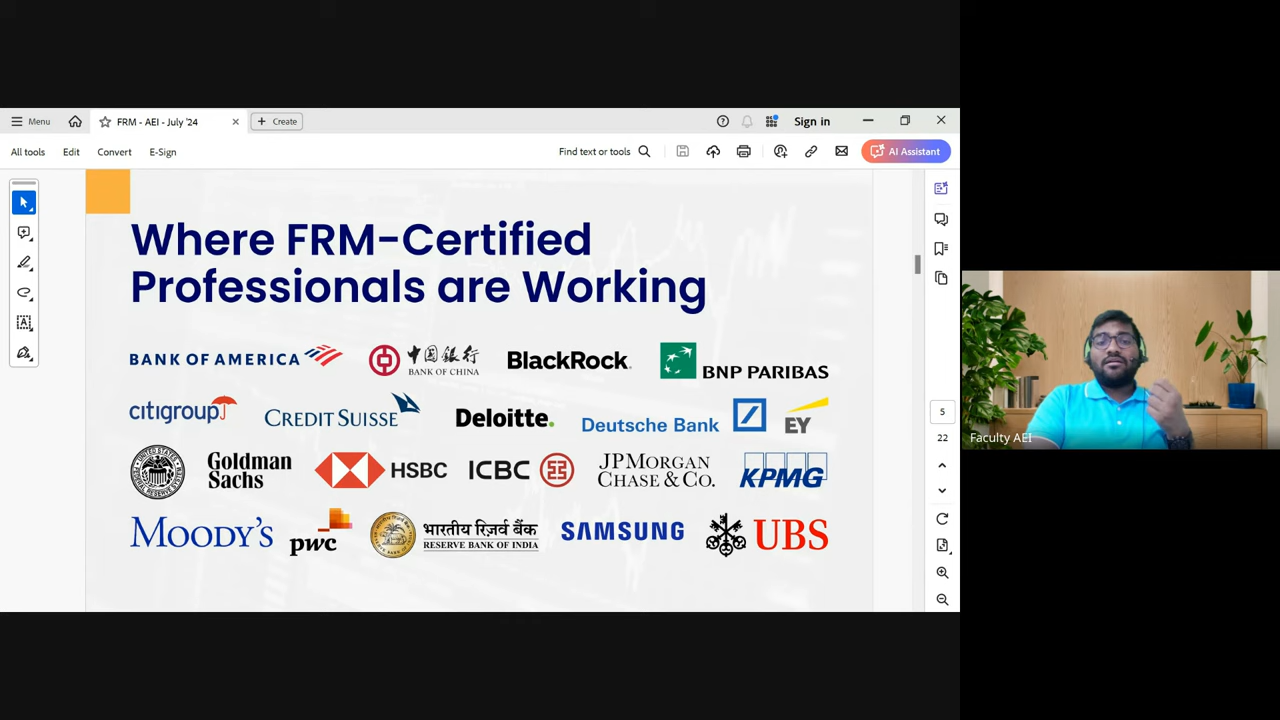 Menu
FRM - AEI - July '24
Create
Sign in
All tools
Edit
Convert
E-Sign
Find text or tools
AI Assistant
Where FRM-Certified
Professionals are Working
BANK OF AMERICA
中国银行
BANK OF CHINA
BlackRock
BNP PARIBAS
citigroup
CREDIT SUISSE
Deloitte.
Deutsche Bank
EY
Goldman
Sachs
HSBC
ICBC
JPMORGAN
CHASE & CO.
KPMG
MOODY'S
pwc
भारतीय रिज़र्व बैंक
RESERVE BANK OF INDIA
SAMSUNG
UBS
5
22
Faculty AEI